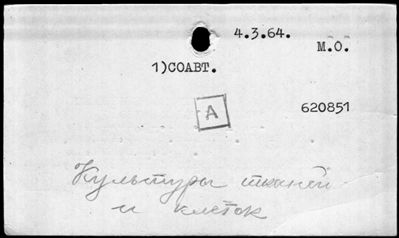 4.3.64.
М.О.
1)СОАВТ.
620851
А
Культуры тканей
и клеток